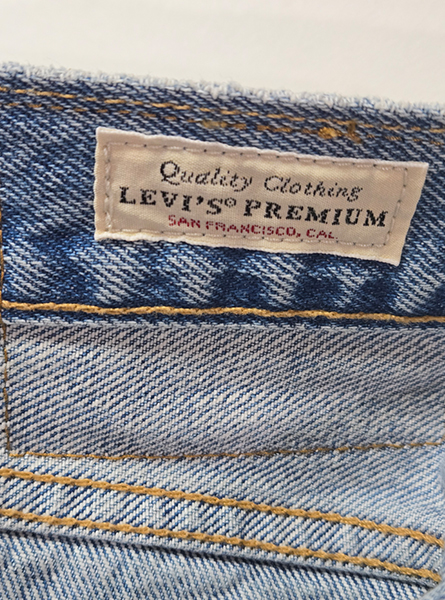 Quality Clothing
LEVI'S® PREMIUM
SAN FRANCISCO, CAL.